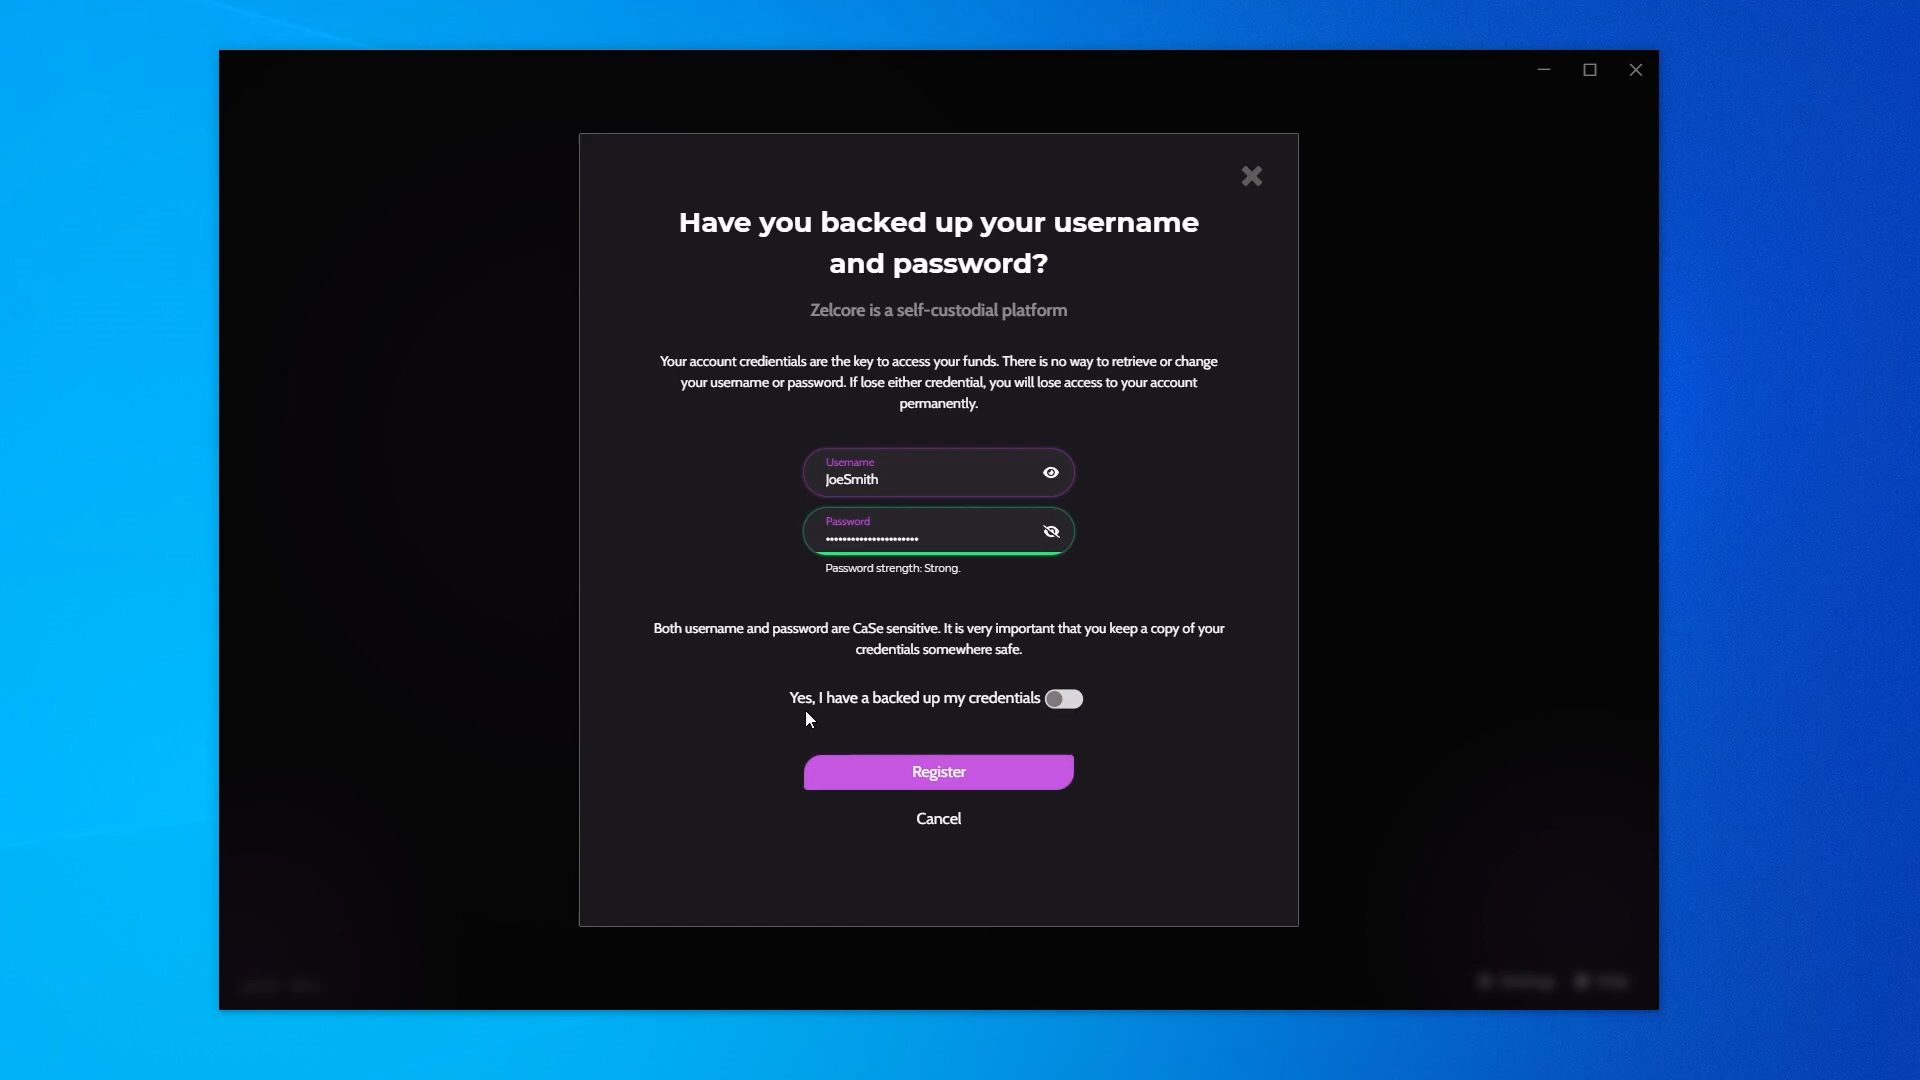 Have you backed up your username
and password?
Zelcore is a self-custodial platform
Your account credientials are the key to access your funds. There is no way to retrieve or change
your username or password. If lose either credential, you will lose access to your account
permanently.
Username
JoeSmith
Password
••••••••••••••••••••••
Password strength: Strong.
Both username and password are CaSe sensitive. It is very important that you keep a copy of your
credentials somewhere safe.
Yes, I have a backed up my credentials
Register
Cancel